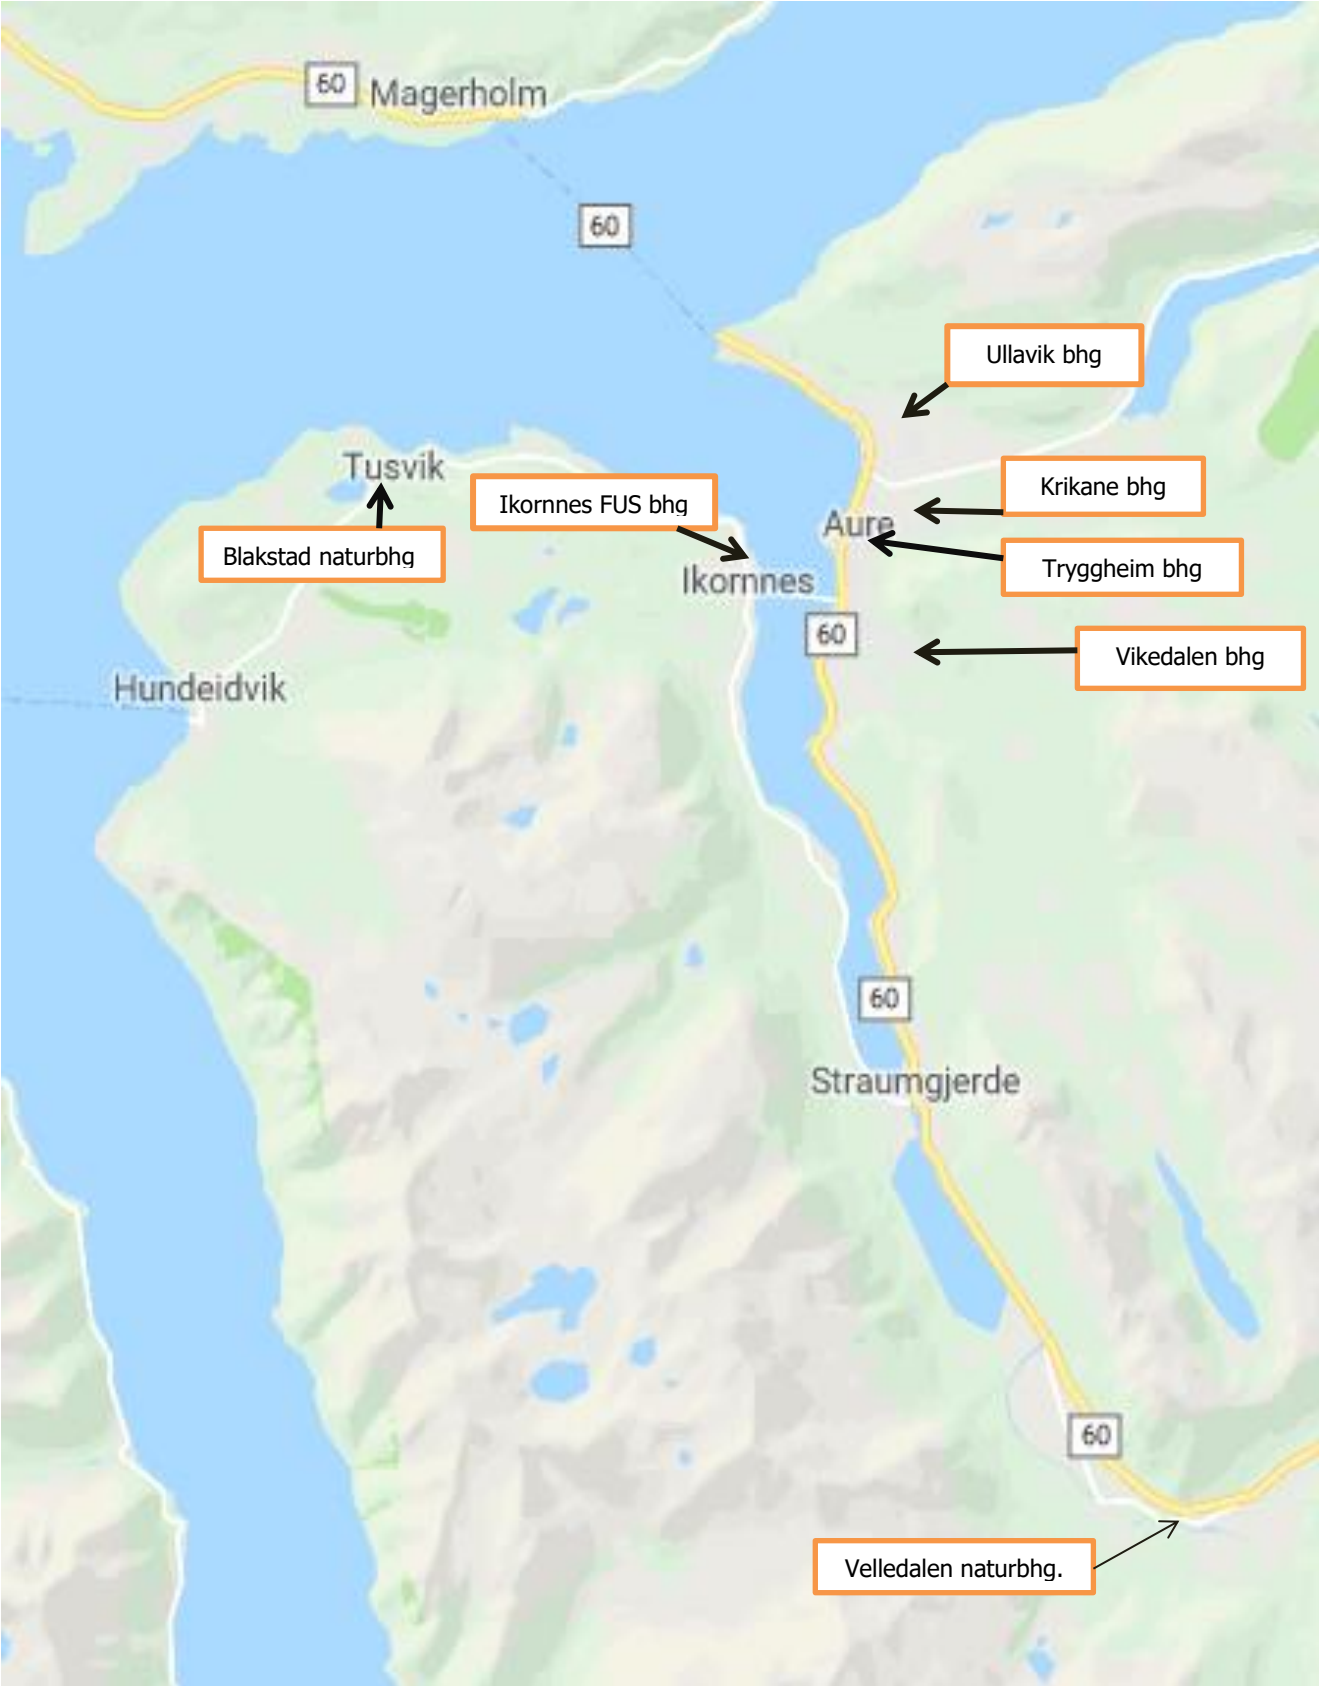 60
Magerholm
60
Ullavik bhg
Tusvik
Ikornnes FUS bhg
Krikane bhg
Aure
Blakstad naturbhg
Tryggheim bhg
Ikornnes
60
Vikedalen bhg
Hundeidvik
60
Straumgjerde
60
Velledalen naturbhg.